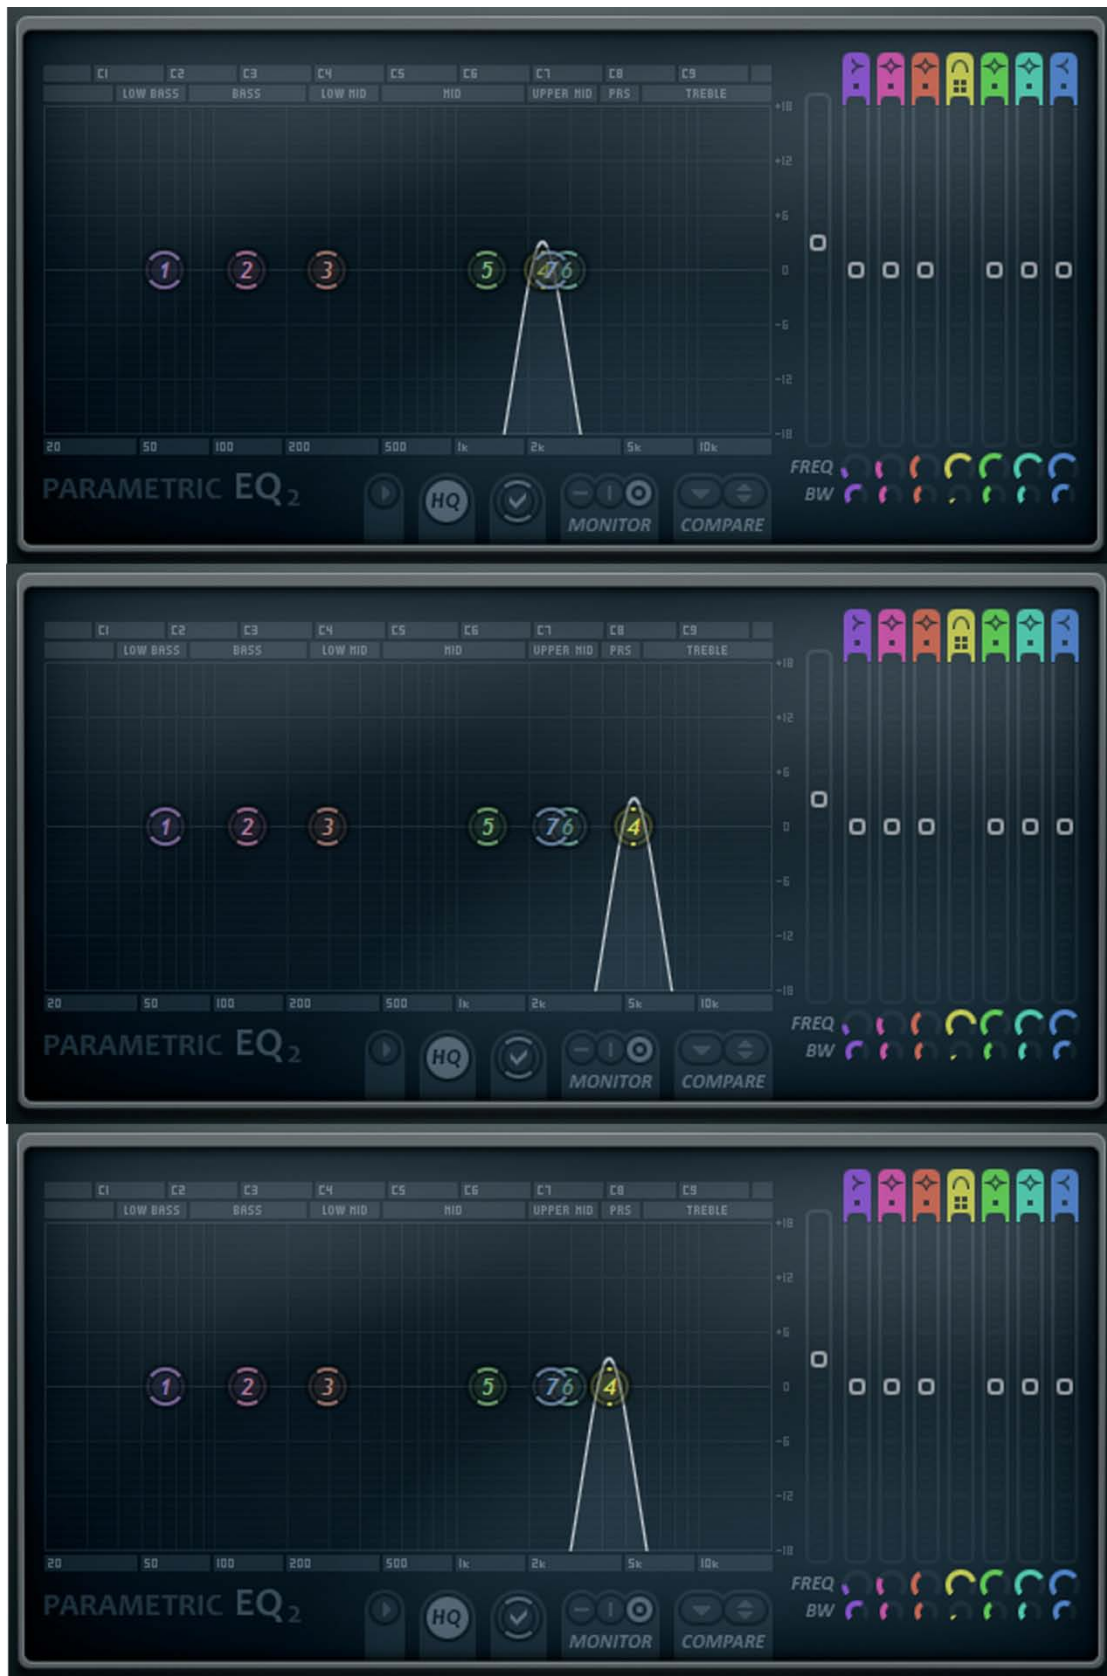 C1 C2 C3 C4 C5 C6 C7 C8 C9
LOW BASS BASS LOW MID MID UPPER MID PRS TREBLE
+18
+12
+6
1 2 3 5 4 7 6 0
-6
-12
-18
20 50 100 200 500 1k 2k 5k 10k
FREQ
BW
PARAMETRIC EQ 2 HQ
MONITOR COMPARE
C1 C2 C3 C4 C5 C6 C7 C8 C9
LOW BASS BASS LOW MID MID UPPER MID PRS TREBLE
+18
+12
+6
1 2 3 5 7 6 4 0
-6
-12
-18
20 50 100 200 500 1k 2k 5k 10k
FREQ
BW
PARAMETRIC EQ 2 HQ
MONITOR COMPARE
C1 C2 C3 C4 C5 C6 C7 C8 C9
LOW BASS BASS LOW MID MID UPPER MID PRS TREBLE
+18
+12
+6
1 2 3 5 7 6 4 0
-6
-12
-18
20 50 100 200 500 1k 2k 5k 10k
FREQ
BW
PARAMETRIC EQ 2 HQ
MONITOR COMPARE